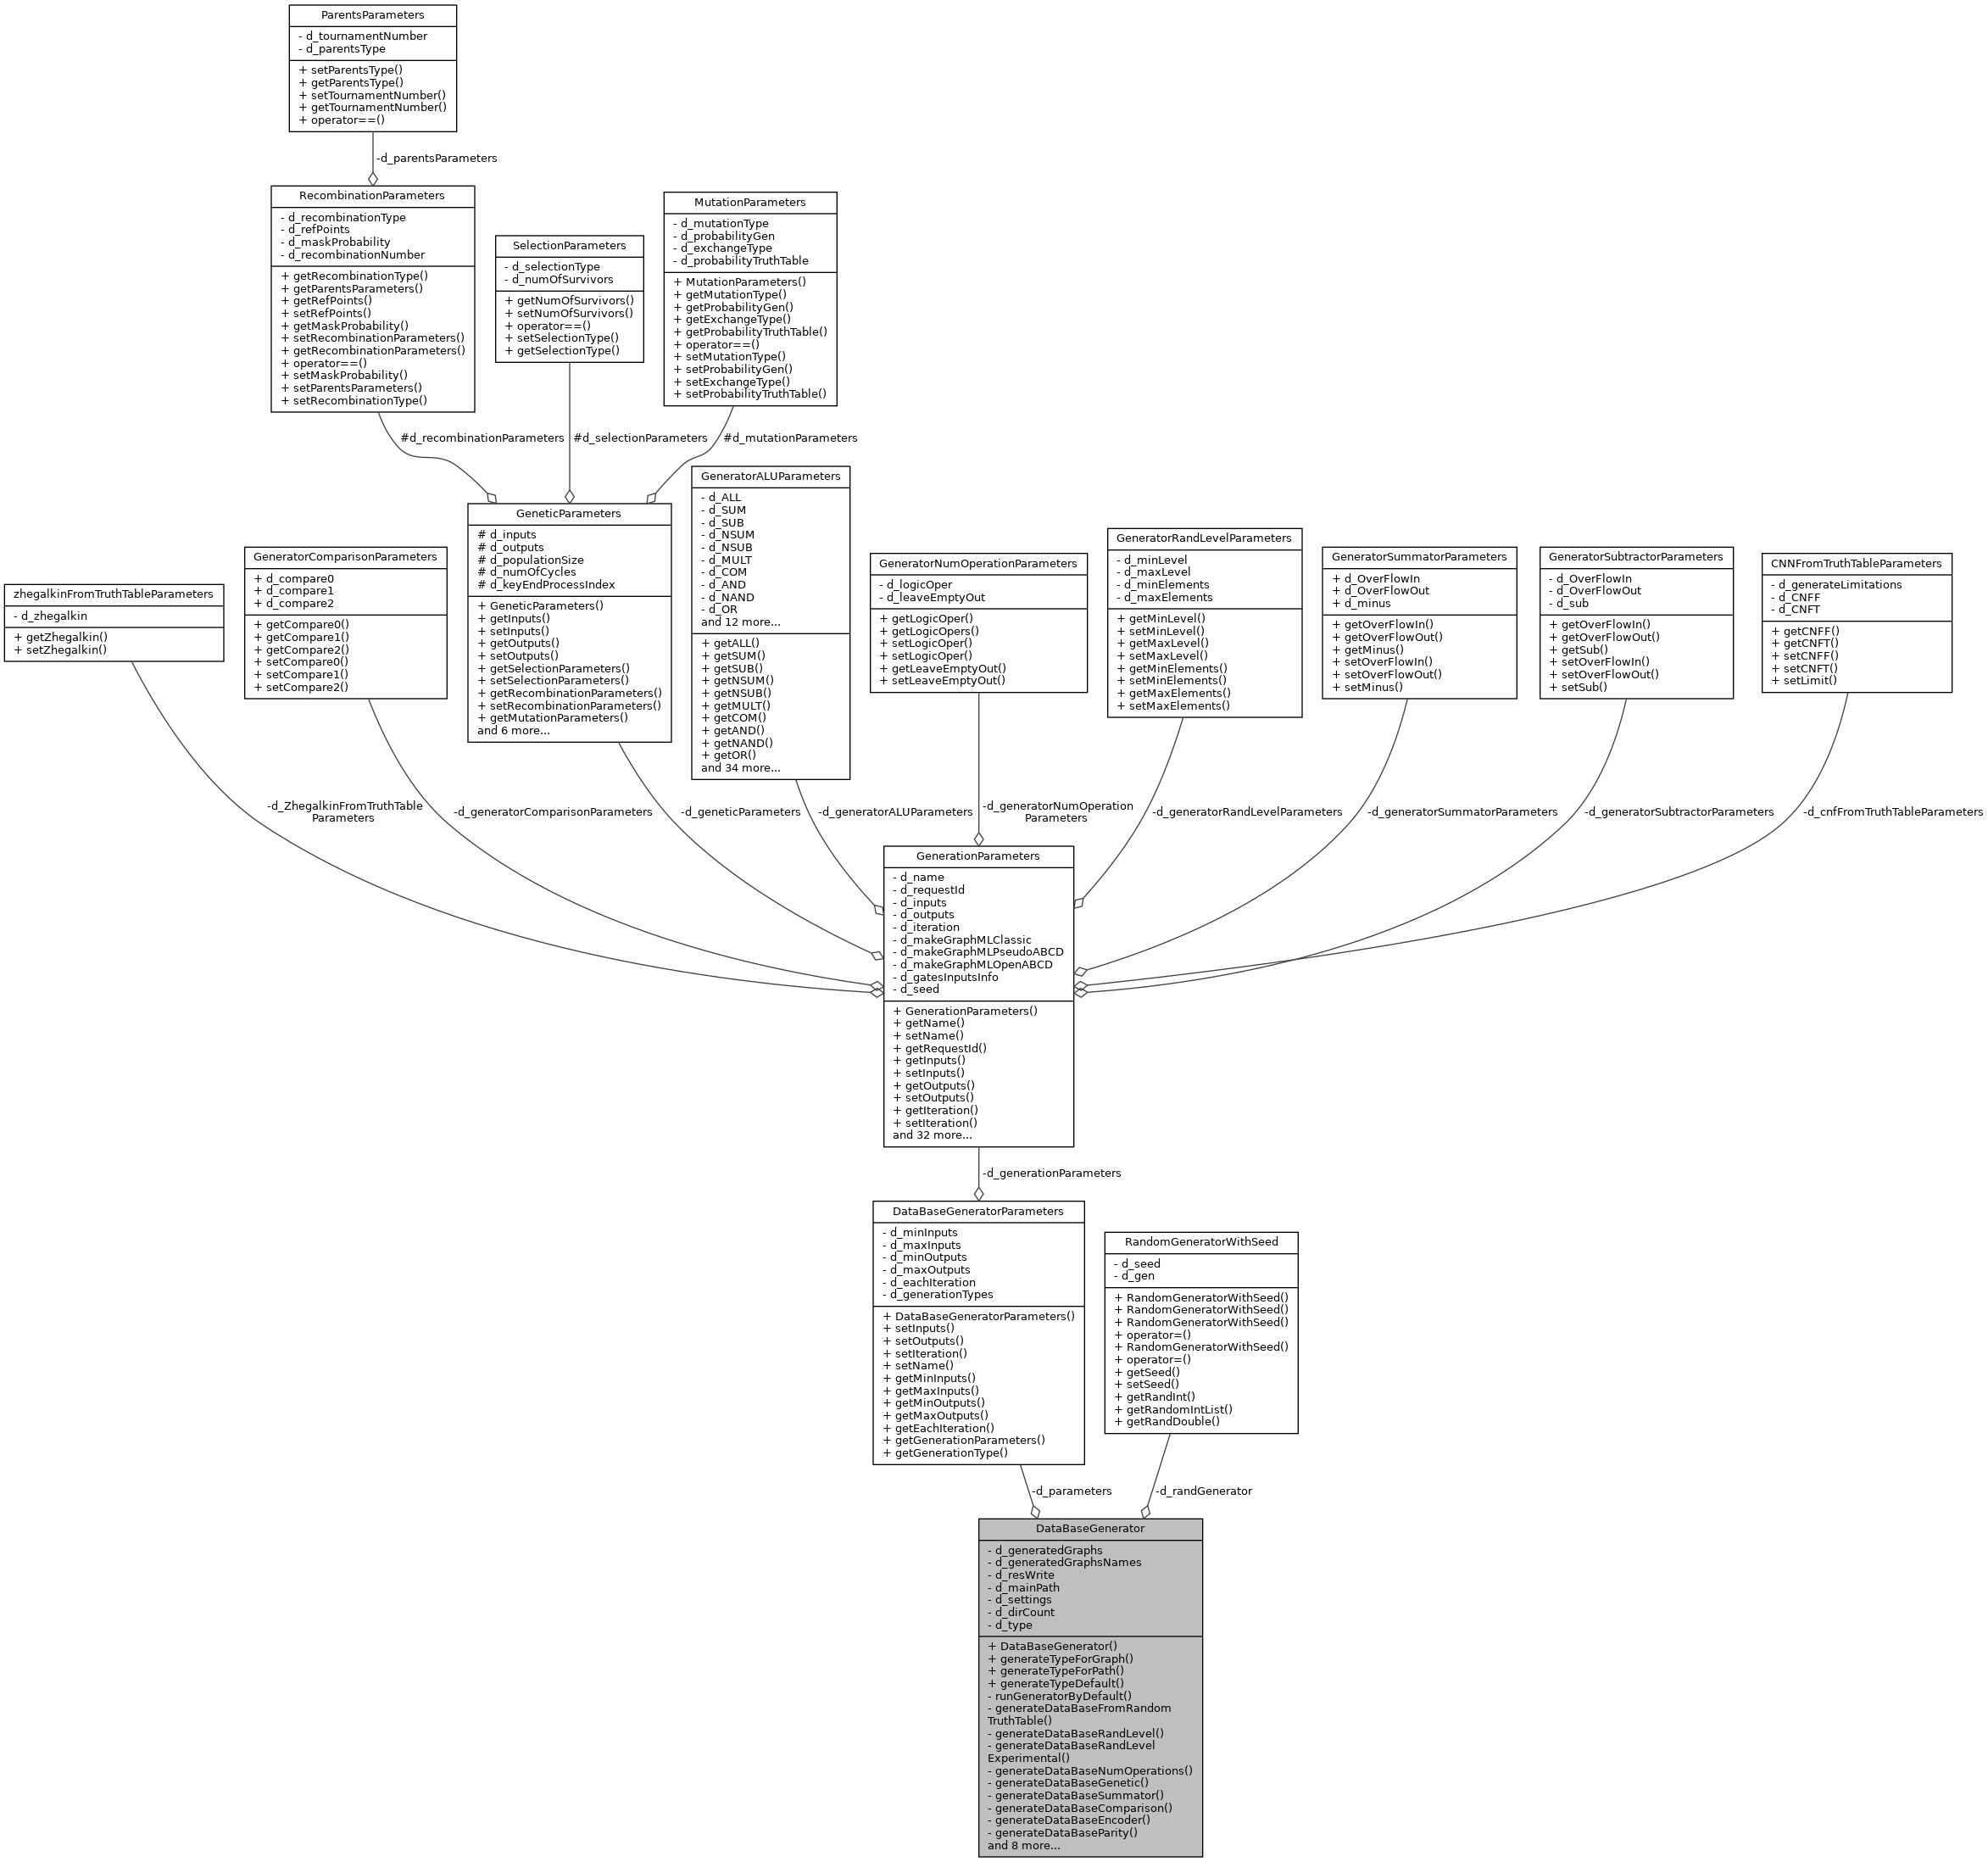 ParentsParameters
- d_tournamentNumber
- d_parentsType
+ setParentsType()
+ getParentsType()
+ setTournamentNumber()
+ getTournamentNumber()
+ operator==()
-d_parentsParameters
RecombinationParameters
- d_recombinationType
- d_refPoints
- d_maskProbability
- d_recombinationNumber
+ getRecombinationType()
+ getParentsParameters()
+ getRefPoints()
+ setRefPoints()
+ getMaskProbability()
+ setRecombinationParameters()
+ getRecombinationParameters()
+ operator==()
+ setMaskProbability()
+ setParentsParameters()
+ setRecombinationType()
SelectionParameters
- d_selectionType
- d_numOfSurvivors
+ getNumOfSurvivors()
+ setNumOfSurvivors()
+ operator==()
+ setSelectionType()
+ getSelectionType()
MutationParameters
- d_mutationType
- d_probabilityGen
- d_exchangeType
- d_probabilityTruthTable
+ MutationParameters()
+ getMutationType()
+ getProbabilityGen()
+ getExchangeType()
+ getProbabilityTruthTable()
+ operator==()
+ setMutationType()
+ setProbabilityGen()
+ setExchangeType()
+ setProbabilityTruthTable()
#d_recombinationParameters
#d_selectionParameters
#d_mutationParameters
zhegalkinFromTruthTableParameters
- d_zhegalkin
+ getZhegalkin()
+ setZhegalkin()
GeneratorComparisonParameters
+ d_compare0
+ d_compare1
+ d_compare2
+ getCompare0()
+ getCompare1()
+ getCompare2()
+ setCompare0()
+ setCompare1()
+ setCompare2()
GeneticParameters
# d_inputs
# d_outputs
# d_populationSize
# d_numOfCycles
# d_keyEndProcessIndex
+ GeneticParameters()
+ getInputs()
+ setInputs()
+ getOutputs()
+ setOutputs()
+ getSelectionParameters()
+ setSelectionParameters()
+ getRecombinationParameters()
+ setRecombinationParameters()
+ getMutationParameters()
and 6 more...
GeneratorALUParameters
- d_ALL
- d_SUM
- d_SUB
- d_NSUM
- d_NSUB
- d_MULT
- d_COM
- d_AND
- d_NAND
- d_OR
and 12 more...
+ getALL()
+ getSUM()
+ getSUB()
+ getNSUM()
+ getNSUB()
+ getMULT()
+ getCOM()
+ getAND()
+ getNAND()
+ getOR()
and 34 more...
GeneratorNumOperationParameters
- d_logicOper
- d_leaveEmptyOut
+ getLogicOper()
+ getLogicOpers()
+ setLogicOper()
+ setLogicOper()
+ getLeaveEmptyOut()
+ setLeaveEmptyOut()
GeneratorRandLevelParameters
- d_minLevel
- d_maxLevel
- d_minElements
- d_maxElements
+ getMinLevel()
+ setMinLevel()
+ getMaxLevel()
+ setMaxLevel()
+ getMinElements()
+ setMinElements()
+ getMaxElements()
+ setMaxElements()
GeneratorSummatorParameters
+ d_OverFlowIn
+ d_OverFlowOut
+ d_minus
+ getOverFlowIn()
+ getOverFlowOut()
+ getMinus()
+ setOverFlowIn()
+ setOverFlowOut()
+ setMinus()
GeneratorSubtractorParameters
- d_OverFlowIn
- d_OverFlowOut
- d_sub
+ getOverFlowIn()
+ getOverFlowOut()
+ getSub()
+ setOverFlowIn()
+ setOverFlowOut()
+ setSub()
CNNFromTruthTableParameters
- d_generateLimitations
- d_CNFF
- d_CNFT
+ getCNFF()
+ getCNFT()
+ setCNFF()
+ setCNFT()
+ setLimit()
-d_ZhegalkinFromTruthTable
Parameters
-d_generatorComparisonParameters
-d_geneticParameters
-d_generatorALUParameters
-d_generatorNumOperation
Parameters
-d_generatorRandLevelParameters
-d_generatorSummatorParameters
-d_generatorSubtractorParameters
-d_cnfFromTruthTableParameters
GenerationParameters
- d_name
- d_requestId
- d_inputs
- d_outputs
- d_iteration
- d_makeGraphMLClassic
- d_makeGraphMLPseudoABCD
- d_makeGraphMLOpenABCD
- d_gatesInputsInfo
- d_seed
+ GenerationParameters()
+ getName()
+ setName()
+ getRequestId()
+ getInputs()
+ setInputs()
+ getOutputs()
+ setOutputs()
+ getIteration()
+ setIteration()
and 32 more...
-d_generationParameters
DataBaseGeneratorParameters
- d_minInputs
- d_maxInputs
- d_minOutputs
- d_maxOutputs
- d_eachIteration
- d_generationTypes
+ DataBaseGeneratorParameters()
+ setInputs()
+ setOutputs()
+ setIteration()
+ setName()
+ getMinInputs()
+ getMaxInputs()
+ getMinOutputs()
+ getMaxOutputs()
+ getEachIteration()
+ getGenerationParameters()
+ getGenerationType()
RandomGeneratorWithSeed
- d_seed
- d_gen
+ RandomGeneratorWithSeed()
+ RandomGeneratorWithSeed()
+ RandomGeneratorWithSeed()
+ operator=()
+ RandomGeneratorWithSeed()
+ operator=()
+ getSeed()
+ setSeed()
+ getRandInt()
+ getRandomIntList()
+ getRandDouble()
-d_parameters
-d_randGenerator
DataBaseGenerator
- d_generatedGraphs
- d_generatedGraphsNames
- d_resWrite
- d_mainPath
- d_settings
- d_dirCount
- d_type
+ DataBaseGenerator()
+ generateTypeForGraph()
+ generateTypeForPath()
+ generateTypeDefault()
- runGeneratorByDefault()
- generateDataBaseFromRandom
TruthTable()
- generateDataBaseRandLevel()
- generateDataBaseRandLevel
Experimental()
- generateDataBaseNumOperations()
- generateDataBaseGenetic()
- generateDataBaseSummator()
- generateDataBaseComparison()
- generateDataBaseEncoder()
- generateDataBaseParity()
and 8 more...